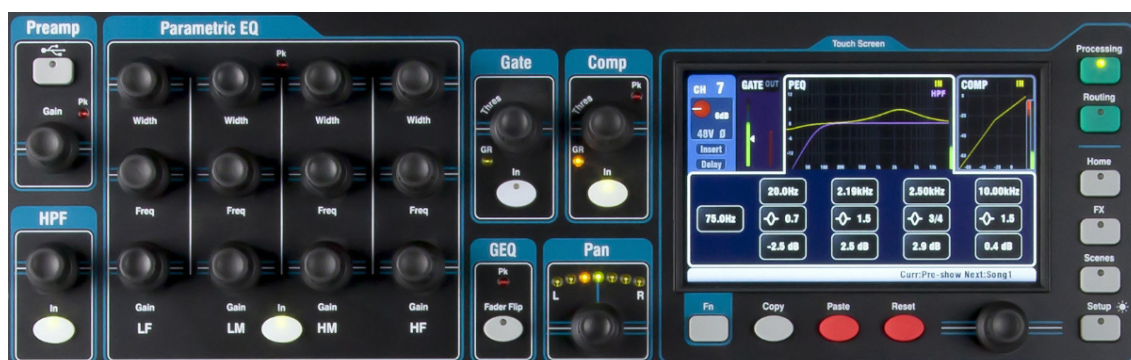 Preamp
Gain
Pk
HPF
In
Parametric EQ
Pk
Width
Width
Width
Width
Freq
Freq
Freq
Freq
Gain
Gain
In
Gain
Gain
LF
LM
HM
HF
Gate
Thres
GR
In
Comp
Pk
Thres
GR
In
GEQ
Pk
Fader Flip
Pan
L
R
Touch Screen
CH 7
6dB
48V Ø
Insert
Delay
GATE OUT
PEQ
IN
HPF
COMP IN
20.0Hz
2.19kHz
2.50kHz
10.00kHz
75.0Hz
0.7
1.5
3/4
1.5
-2.5 dB
2.5 dB
2.9 dB
0.4 dB
Curr:Pre-show Next:Song1
Fn
Copy
Paste
Reset
Processing
Routing
Home
FX
Scenes
Setup